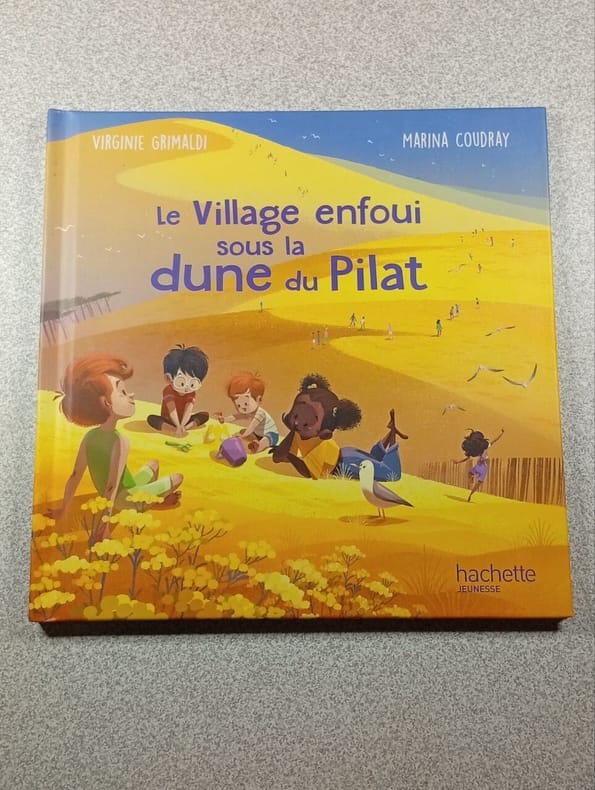 VIRGINIE GRIMALDI
MARINA COUDRAY
Le Village enfoui
sous la
dune du Pilat
hachette
JEUNESSE